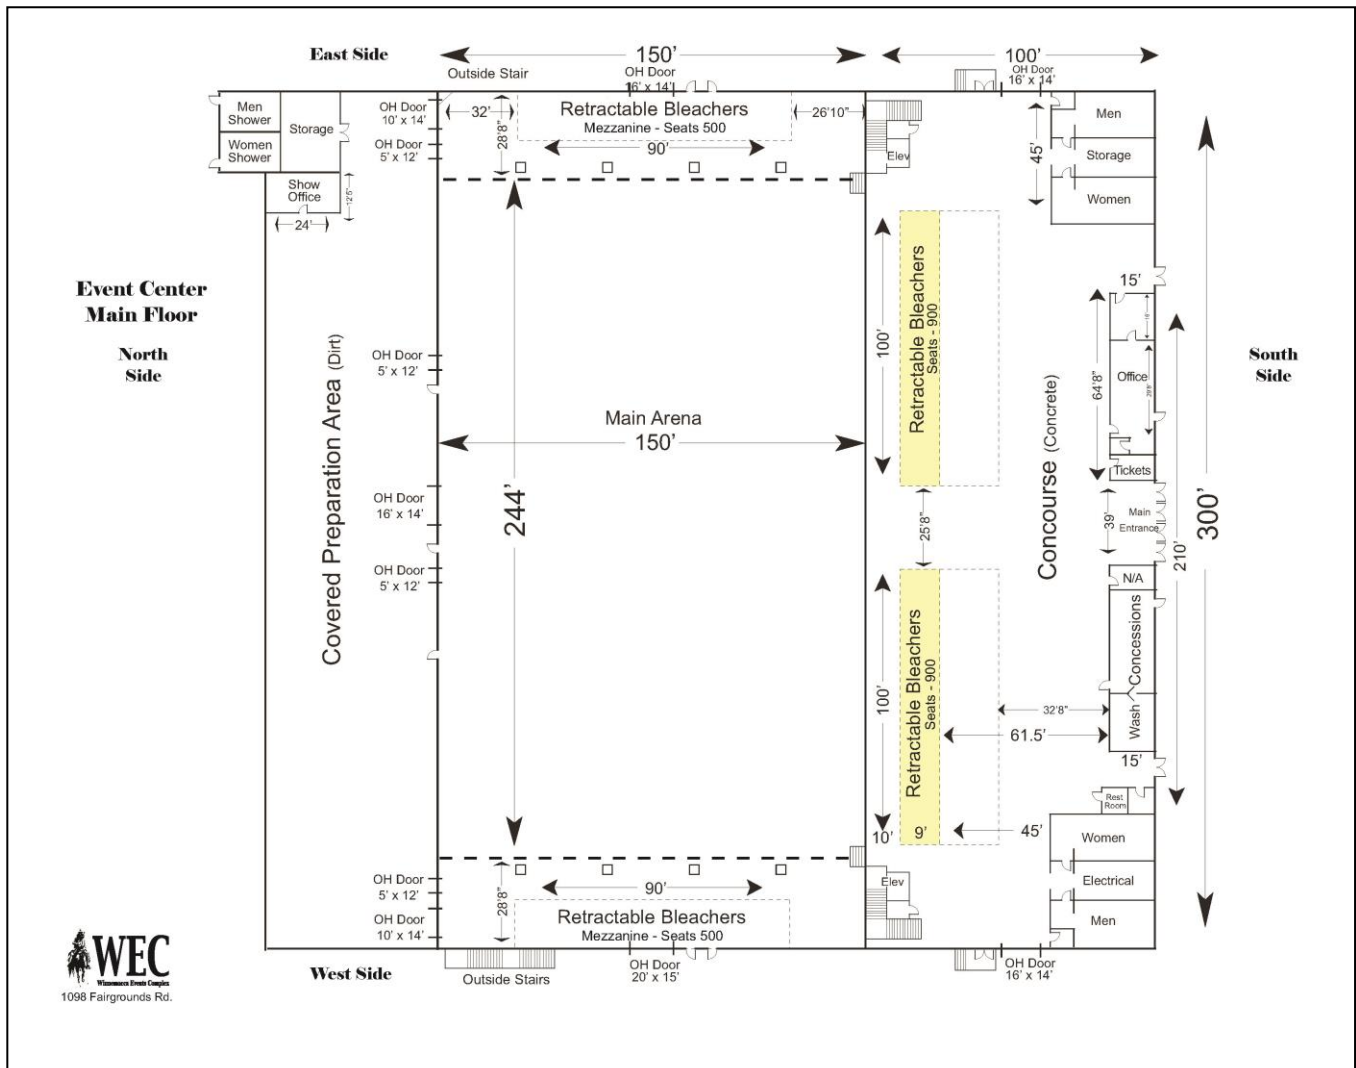 East Side
150’
100’
Outside Stair
OH Door
16’ x 14’
OH Door
16’ x 14’
Men
Shower
Women
Shower
Storage
Show
Office
12'5"
24’
OH Door
10’ x 14’
OH Door
5’ x 12’
32’
28'8"
Retractable Bleachers
Mezzanine - Seats 500
90’
26'10"
Elev
45’
Men
Storage
Women
Event Center
Main Floor
North
Side
Covered Preparation Area (Dirt)
OH Door
5’ x 12’
OH Door
16’ x 14’
OH Door
5’ x 12’
Main Arena
150’
244’
100’
Retractable Bleachers
Seats - 900
25'8"
100’
Retractable Bleachers
Seats - 900
10’
9’
45’
Concourse (Concrete)
32'8"
61.5’
15’
64'8"
Office
Tickets
39’
Main
Entrance
210’
300’
N/A
Concessions
Wash
15’
Rest
Room
Women
Electrical
Men
South
Side
OH Door
5’ x 12’
OH Door
10’ x 14’
28'8"
90’
Retractable Bleachers
Mezzanine - Seats 500
Elev
West Side
Outside Stairs
OH Door
20’ x 15’
OH Door
16’ x 14’
WEC
Winnemucca Events Complex
1098 Fairgrounds Rd.